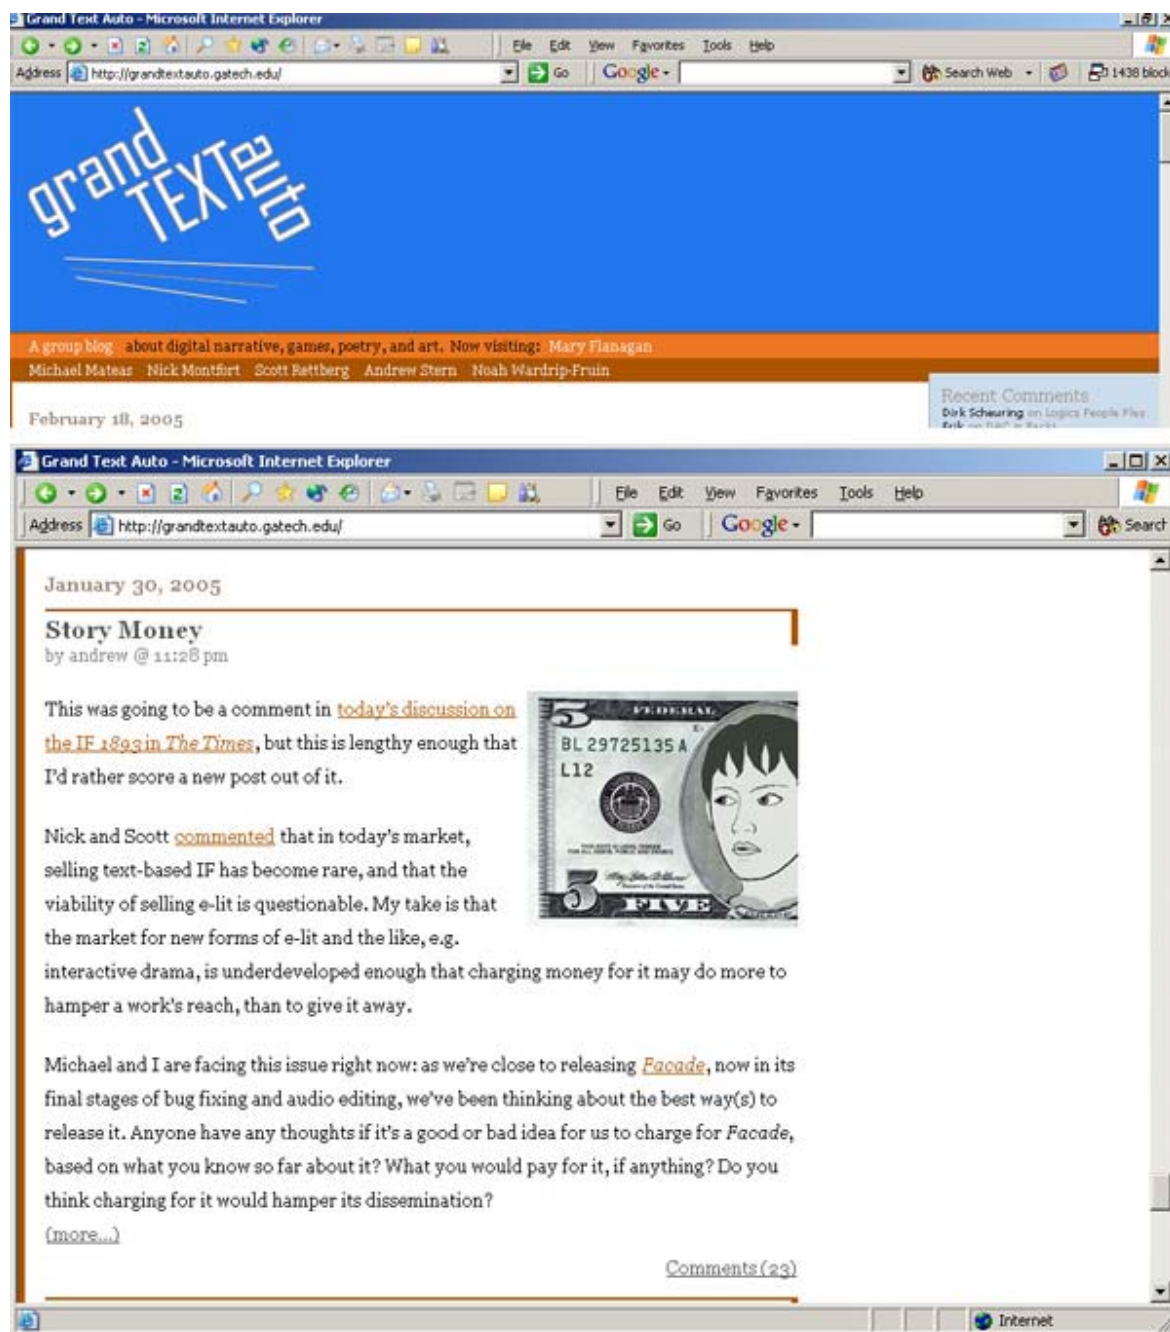 Grand Text Auto - Microsoft Internet Explorer
File Edit View Favorites Tools Help
Address http://grandtextauto.gatech.edu/ Go Google Search Web 1438 block
grand TEXT auto
A group blog about digital narrative, games, poetry, and art. Now visiting: Mary Flanagan
Michael Mateas Nick Montfort Scott Rettberg Andrew Stern Noah Wardrip-Fruin
Recent Comments
February 18, 2005
Dirk Scheuring on Logics People Play
Erik on DAC
Grand Text Auto - Microsoft Internet Explorer
File Edit View Favorites Tools Help
Address http://grandtextauto.gatech.edu/ Go Google Search
January 30, 2005
Story Money
by andrew @ 11:28 pm
This was going to be a comment in today's discussion on
the IF 1893 in The Times, but this is lengthy enough that
I'd rather score a new post out of it.
FEDERAL
5
BL 29725135 A
L12
5
FIVE
Nick and Scott commented that in today's market,
selling text-based IF has become rare, and that the
viability of selling e-lit is questionable. My take is that
the market for new forms of e-lit and the like, e.g.
interactive drama, is underdeveloped enough that charging money for it may do more to
hamper a work's reach, than to give it away.
Michael and I are facing this issue right now: as we're close to releasing Facade, now in its
final stages of bug fixing and audio editing, we've been thinking about the best way(s) to
release it. Anyone have any thoughts if it's a good or bad idea for us to charge for Facade,
based on what you know so far about it? What you would pay for it, if anything? Do you
think charging for it would hamper its dissemination?
(more...)
Comments (23)
Internet